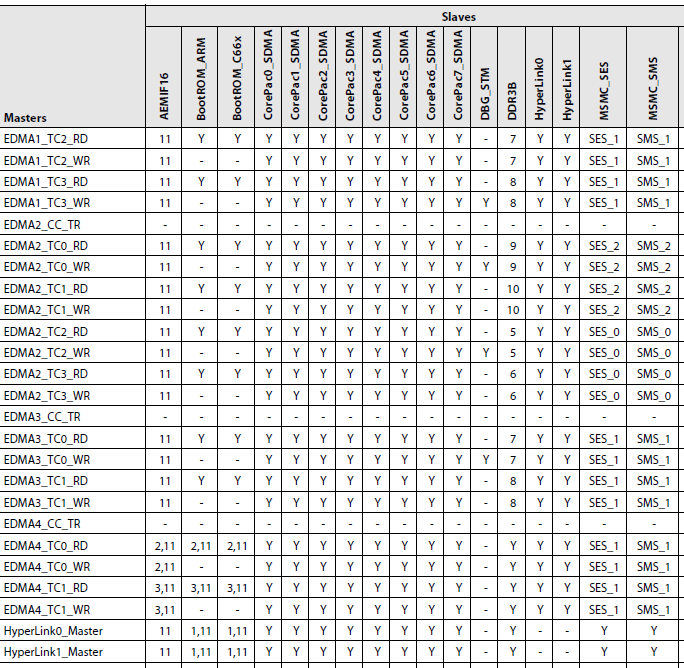 Slaves
Masters AEMIF16 BootROM_ARM BootROM_C66x CorePac0_SDMA CorePac1_SDMA CorePac2_SDMA CorePac3_SDMA CorePac4_SDMA CorePac5_SDMA CorePac6_SDMA CorePac7_SDMA DBG_STM DDR3B HyperLink0 HyperLink1 MSMC_SES MSMC_SMS
EDMA1_TC2_RD 11 Y Y Y Y Y Y Y Y Y Y - 7 Y Y SES_1 SMS_1
EDMA1_TC2_WR 11 - - Y Y Y Y Y Y Y Y - 7 Y Y SES_1 SMS_1
EDMA1_TC3_RD 11 Y Y Y Y Y Y Y Y Y Y - 8 Y Y SES_1 SMS_1
EDMA1_TC3_WR 11 - - Y Y Y Y Y Y Y Y Y 8 Y Y SES_1 SMS_1
EDMA2_CC_TR - - - - - - - - - - - - - - - - -
EDMA2_TC0_RD 11 Y Y Y Y Y Y Y Y Y Y - 9 Y Y SES_2 SMS_2
EDMA2_TC0_WR 11 - - Y Y Y Y Y Y Y Y Y 9 Y Y SES_2 SMS_2
EDMA2_TC1_RD 11 Y Y Y Y Y Y Y Y Y Y - 10 Y Y SES_2 SMS_2
EDMA2_TC1_WR 11 - - Y Y Y Y Y Y Y Y - 10 Y Y SES_2 SMS_2
EDMA2_TC2_RD 11 Y Y Y Y Y Y Y Y Y Y - 5 Y Y SES_0 SMS_0
EDMA2_TC2_WR 11 - - Y Y Y Y Y Y Y Y Y 5 Y Y SES_0 SMS_0
EDMA2_TC3_RD 11 Y Y Y Y Y Y Y Y Y Y - 6 Y Y SES_0 SMS_0
EDMA2_TC3_WR 11 - - Y Y Y Y Y Y Y Y - 6 Y Y SES_0 SMS_0
EDMA3_CC_TR - - - - - - - - - - - - - - - - -
EDMA3_TC0_RD 11 Y Y Y Y Y Y Y Y Y Y - 7 Y Y SES_1 SMS_1
EDMA3_TC0_WR 11 - - Y Y Y Y Y Y Y Y Y 7 Y Y SES_1 SMS_1
EDMA3_TC1_RD 11 Y Y Y Y Y Y Y Y Y Y - 8 Y Y SES_1 SMS_1
EDMA3_TC1_WR 11 - - Y Y Y Y Y Y Y Y - 8 Y Y SES_1 SMS_1
EDMA4_CC_TR - - - - - - - - - - - - - - - - -
EDMA4_TC0_RD 2,11 2,11 2,11 Y Y Y Y Y Y Y Y - Y Y Y SES_1 SMS_1
EDMA4_TC0_WR 2,11 - - Y Y Y Y Y Y Y Y - Y Y Y SES_1 SMS_1
EDMA4_TC1_RD 3,11 3,11 3,11 Y Y Y Y Y Y Y Y - Y Y Y SES_1 SMS_1
EDMA4_TC1_WR 3,11 - - Y Y Y Y Y Y Y Y - Y Y Y SES_1 SMS_1
HyperLink0_Master 11 1,11 1,11 Y Y Y Y Y Y Y Y - Y - - Y Y
HyperLink1_Master 11 1,11 1,11 Y Y Y Y Y Y Y Y - Y - - Y Y